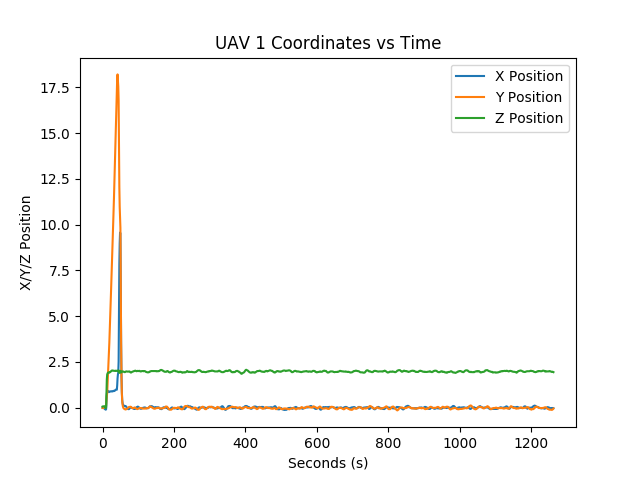 UAV 1 Coordinates vs Time
X Position
Y Position
Z Position
17.5
15.0
12.5
10.0
7.5
5.0
2.5
0.0
X/Y/Z Position
0 200 400 600 800 1000 1200
Seconds (s)